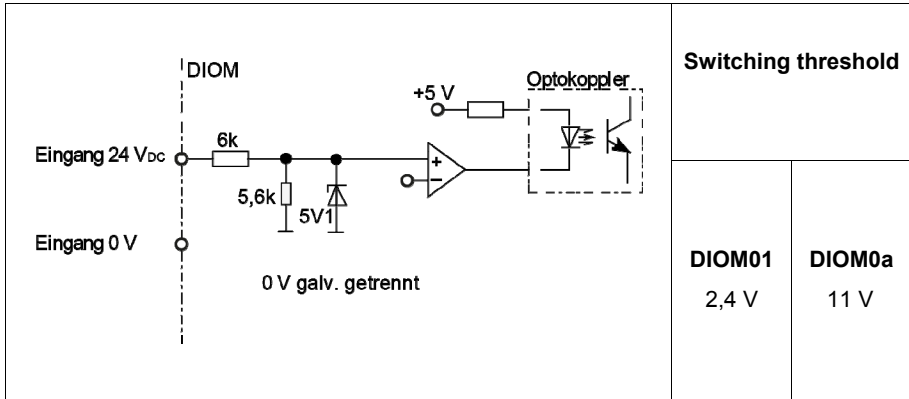 DIOM
Eingang 24 VDC
6k
5,6k
5V1
+5 V
Optokoppler
+
−
Eingang 0 V
0 V galv. getrennt
Switching threshold
DIOM01
2,4 V
DIOM0a
11 V